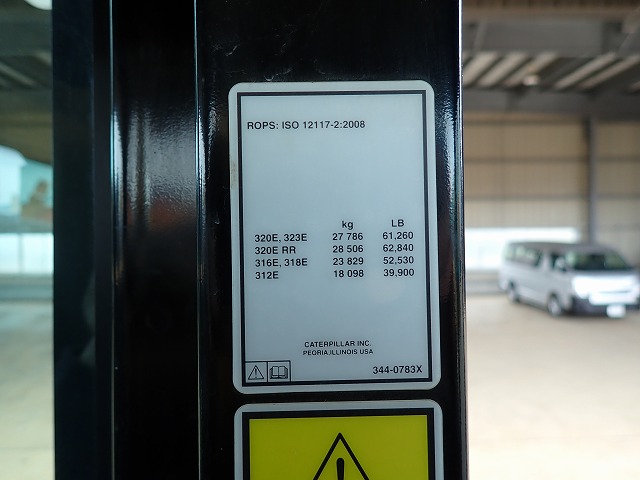 ROPS: ISO 12117-2:2008
kg LB
320E, 323E 27 786 61,260
320E RR 28 506 62,840
316E, 318E 23 829 52,530
312E 18 098 39,900
CATERPILLAR INC.
PEORIA,ILLINOIS USA
344-0783X